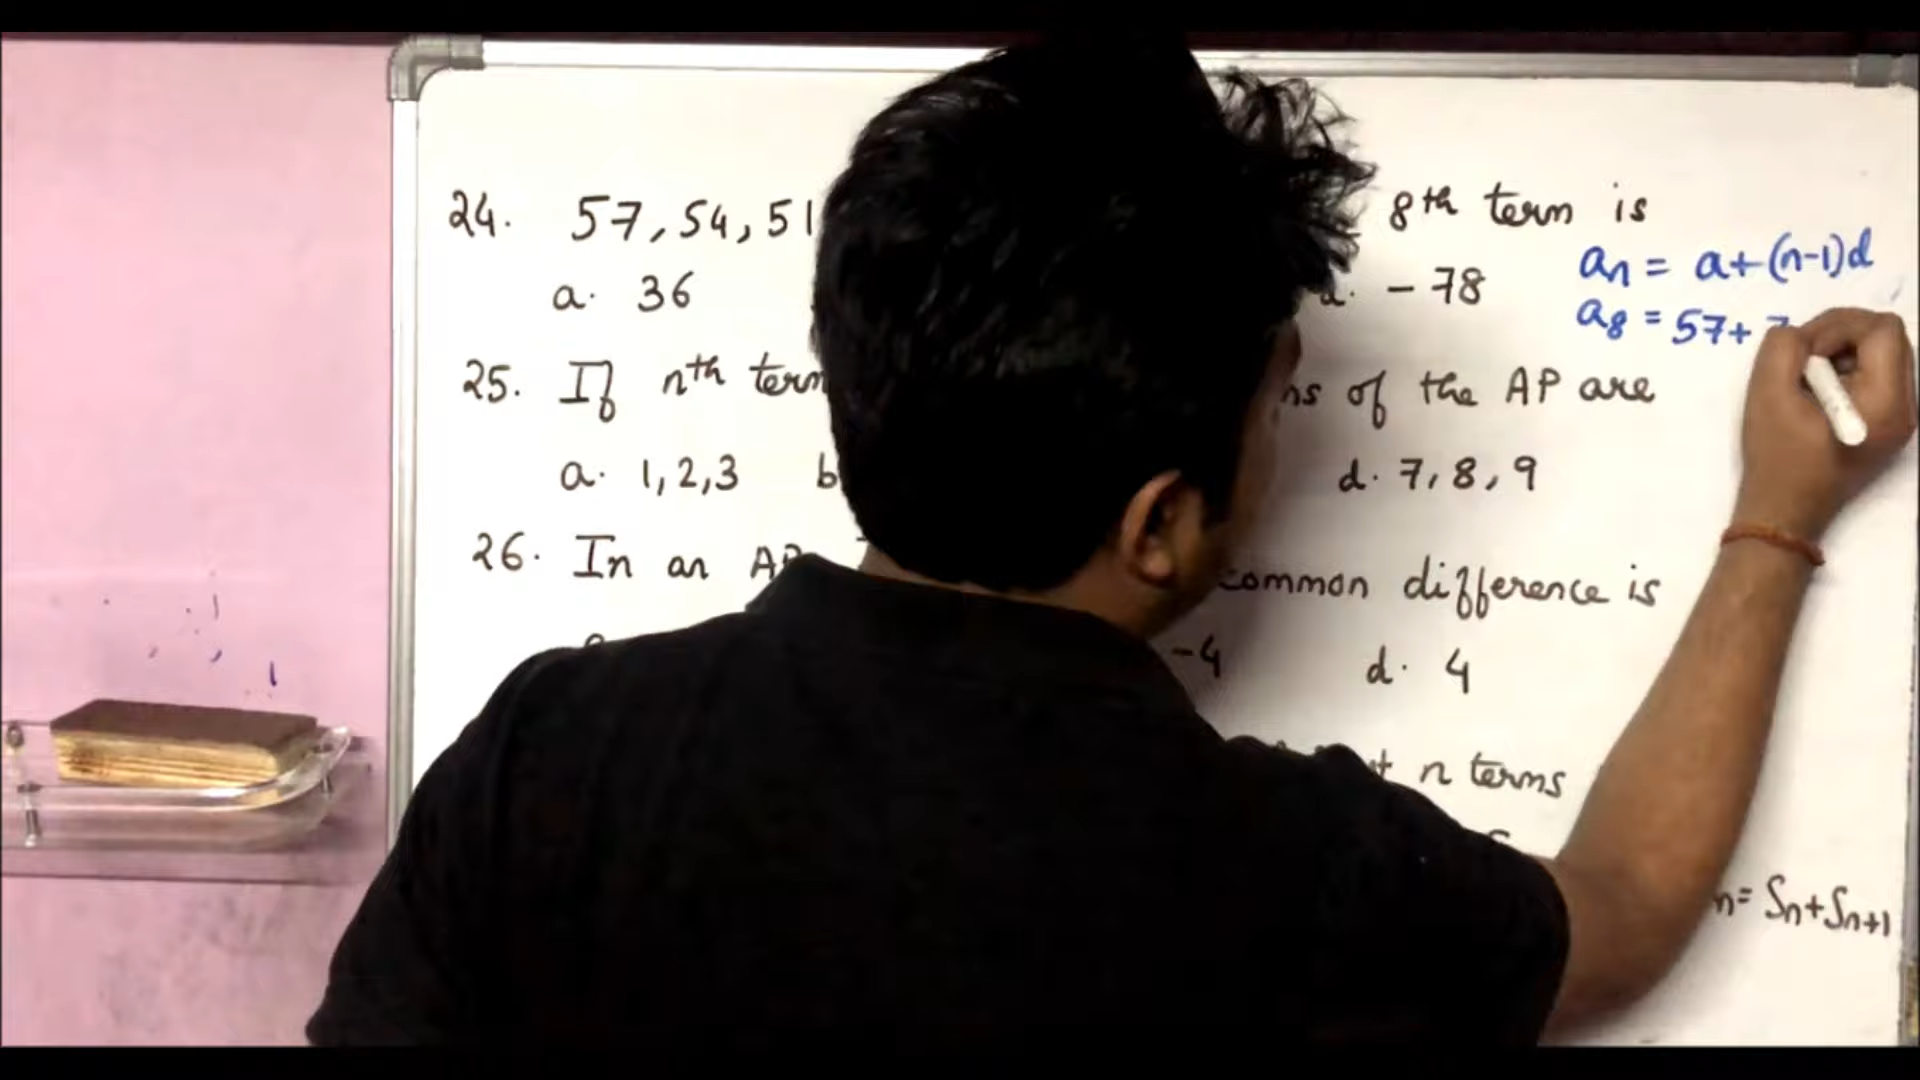 24. 57, 54, 51 8th term is
an = a+(n-1)d
a. 36 - 78
a8 = 57+
25. If nth term of the AP are
a. 1,2,3 b d. 7, 8, 9
26. In an AP common difference is
-4 d. 4
n terms
n= Sn+Sn+1